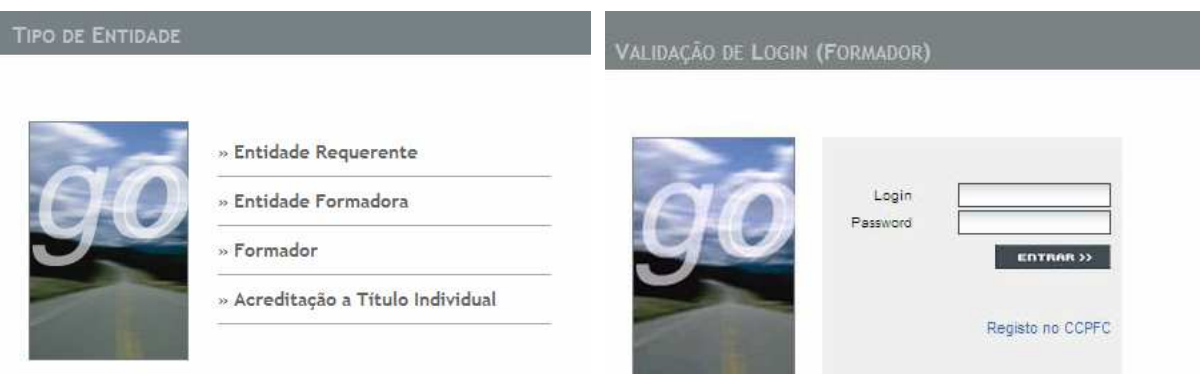 TIPO DE ENTIDADE
go
» Entidade Requerente
» Entidade Formadora
» Formador
» Acreditação a Título Individual
VALIDAÇÃO DE LOGIN (FORMADOR)
go
Login
Password
ENTRAR >>
Registo no CCPFC